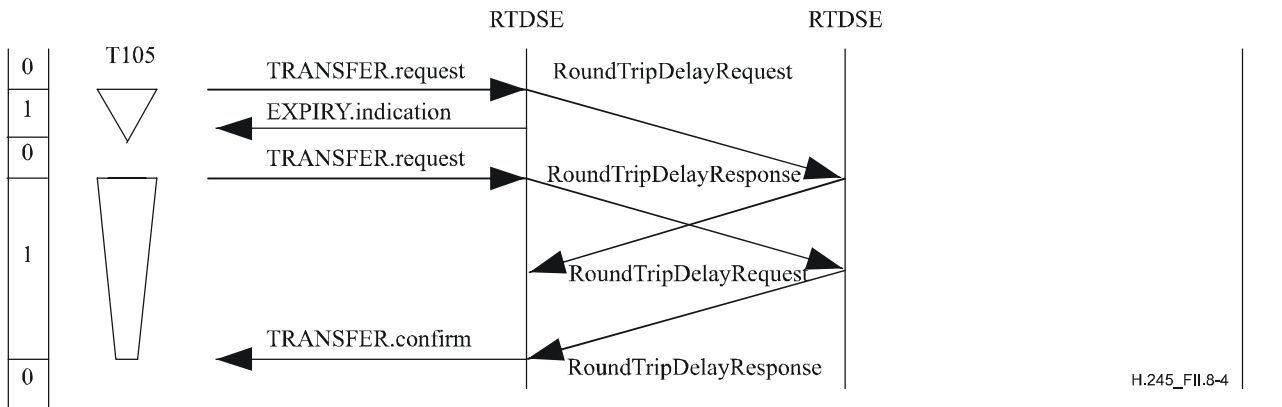 RTDSE RTDSE
T105
0
TRANSFER.request RoundTripDelayRequest
1
EXPIRY.indication
0
TRANSFER.request
RoundTripDelayResponse
1
RoundTripDelayRequest
TRANSFER.confirm
RoundTripDelayResponse
0
H.245_FII.8-4